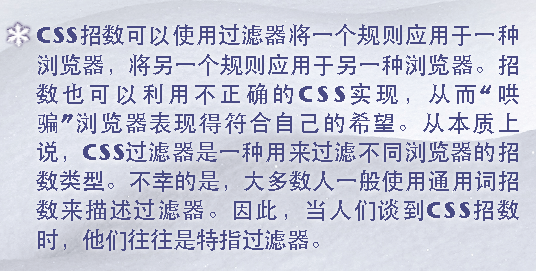 CSS招数可以使用过滤器将一个规则应用于一种
浏览器，将另一个规则应用于另一种浏览器。招
数也可以利用不正确的CSS实现，从而“哄
骗”浏览器表现得符合自己的希望。从本质上
说，CSS过滤器是一种用来过滤不同浏览器的招
数类型。不幸的是，大多数人一般使用通用词招
数来描述过滤器。因此，当人们谈到CSS招数
时，他们往往是特指过滤器。